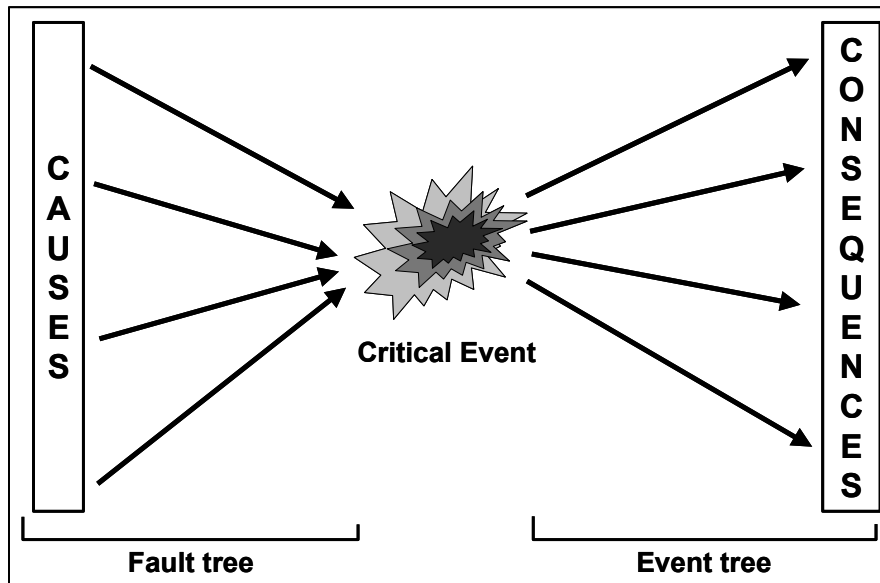 CAUSES
Critical Event
CONSEQUENCES
Fault tree
Event tree